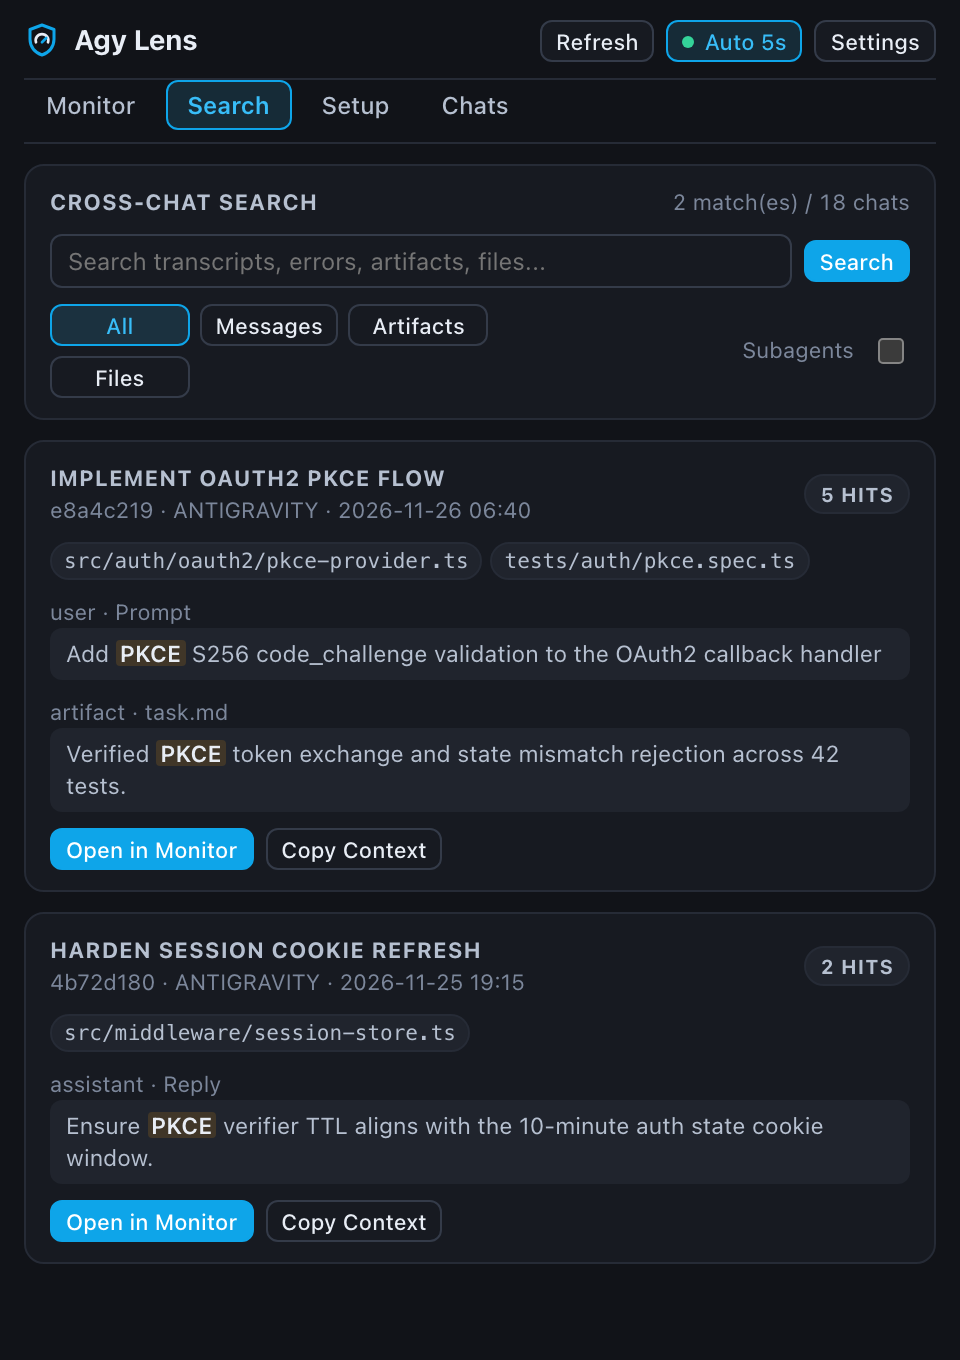 Agy Lens
Refresh
Auto 5s
Settings
Monitor
Search
Setup
Chats
CROSS-CHAT SEARCH
2 match(es) / 18 chats
Search transcripts, errors, artifacts, files...
Search
All
Messages
Artifacts
Files
Subagents
IMPLEMENT OAUTH2 PKCE FLOW
5 HITS
e8a4c219 · ANTIGRAVITY · 2026-11-26 06:40
src/auth/oauth2/pkce-provider.ts
tests/auth/pkce.spec.ts
user · Prompt
Add PKCE S256 code_challenge validation to the OAuth2 callback handler
artifact · task.md
Verified PKCE token exchange and state mismatch rejection across 42
tests.
Open in Monitor
Copy Context
HARDEN SESSION COOKIE REFRESH
2 HITS
4b72d180 · ANTIGRAVITY · 2026-11-25 19:15
src/middleware/session-store.ts
assistant · Reply
Ensure PKCE verifier TTL aligns with the 10-minute auth state cookie
window.
Open in Monitor
Copy Context